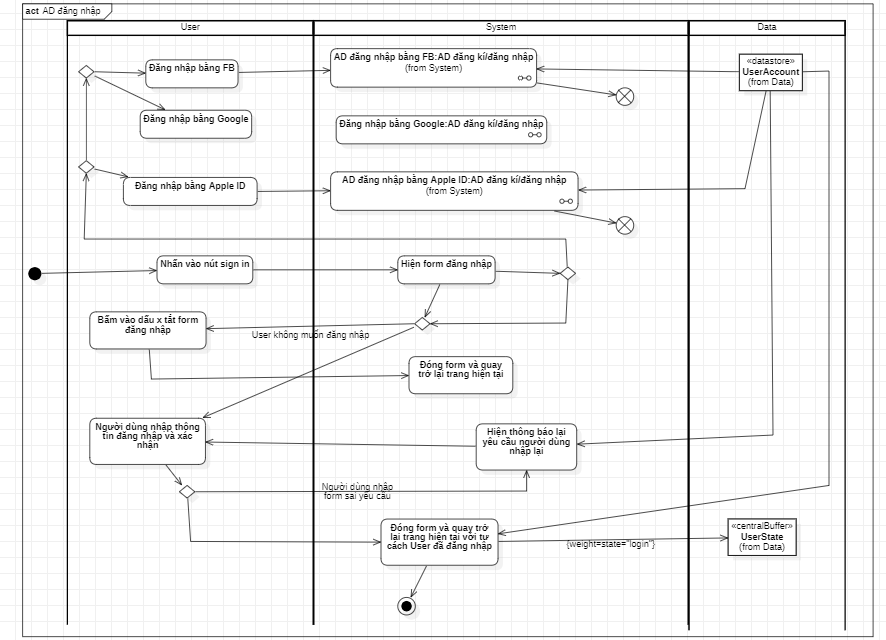 act AD đăng nhập
User
System
Data
Đăng nhập bằng FB
AD đăng nhập bằng FB:AD đăng kí/đăng nhập
(from System)
«datastore»
UserAccount
(from Data)
Đăng nhập bằng Google
Đăng nhập bằng Google:AD đăng kí/đăng nhập
Đăng nhập bằng Apple ID
AD đăng nhập bằng Apple ID:AD đăng kí/đăng nhập
(from System)
Nhấn vào nút sign in
Hiện form đăng nhập
Bấm vào dấu x tắt form
đăng nhập
User không muốn đăng nhập
Đóng form và quay
trở lại trang hiện tại
Người dùng nhập thông
tin đăng nhập và xác
nhận
Hiện thông báo lại
yêu cầu người dùng
nhập lại
Người dùng nhập
form sai yêu cầu
Đóng form và quay trở
lại trang hiện tại với tư
cách User đã đăng nhập
{weight=state="login"}
«centralBuffer»
UserState
(from Data)